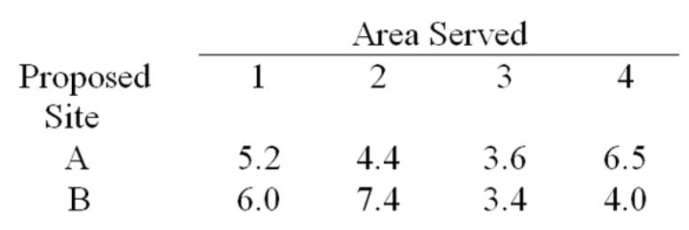 Area Served
Proposed 1 2 3 4
Site
A 5.2 4.4 3.6 6.5
B 6.0 7.4 3.4 4.0